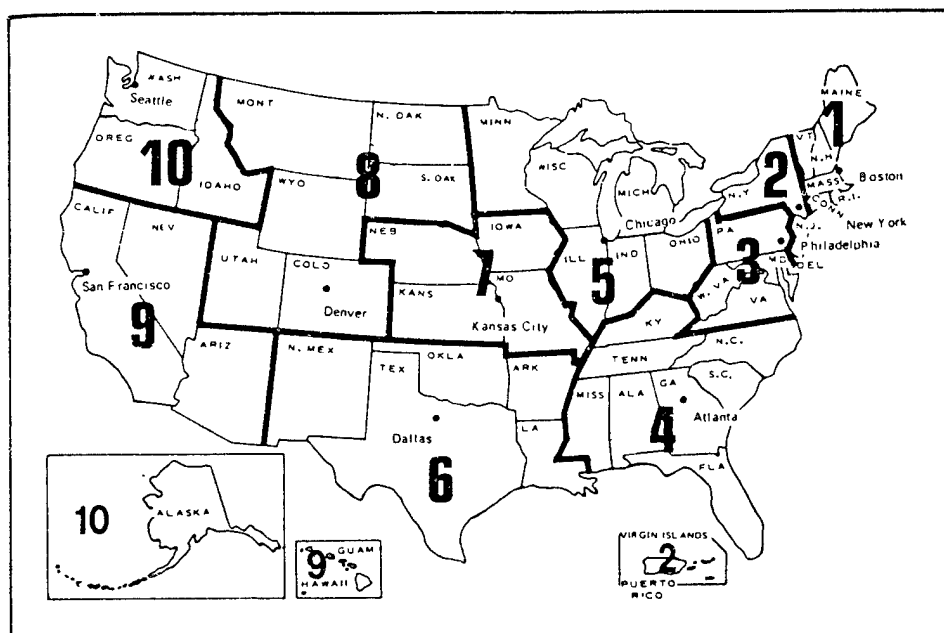 WASH
Seattle
OREG
10
IDAHO
MONT
WYO
N. DAK
8
S. DAK
MINN
WISC
MICH
Chicago
MAINE
1
VT
N.H
MASS
Boston
R.I.
CONN
2
N.Y
New York
N.J.
PA
Philadelphia
3
MD
DEL
W. VA
VA
CALIF
NEV
San Francisco
9
UTAH
COLO
Denver
ARIZ
N. MEX
NEB
IOWA
7
KANS
MO
Kansas City
ILL
5
IND
OHIO
KY
TENN
N.C.
S.C.
OKLA
TEX
ARK
LA
Dallas
6
MISS
ALA
GA
4
Atlanta
FLA
10
ALASKA
9
GUAM
HAWAII
VIRGIN ISLANDS
2
PUERTO
RICO